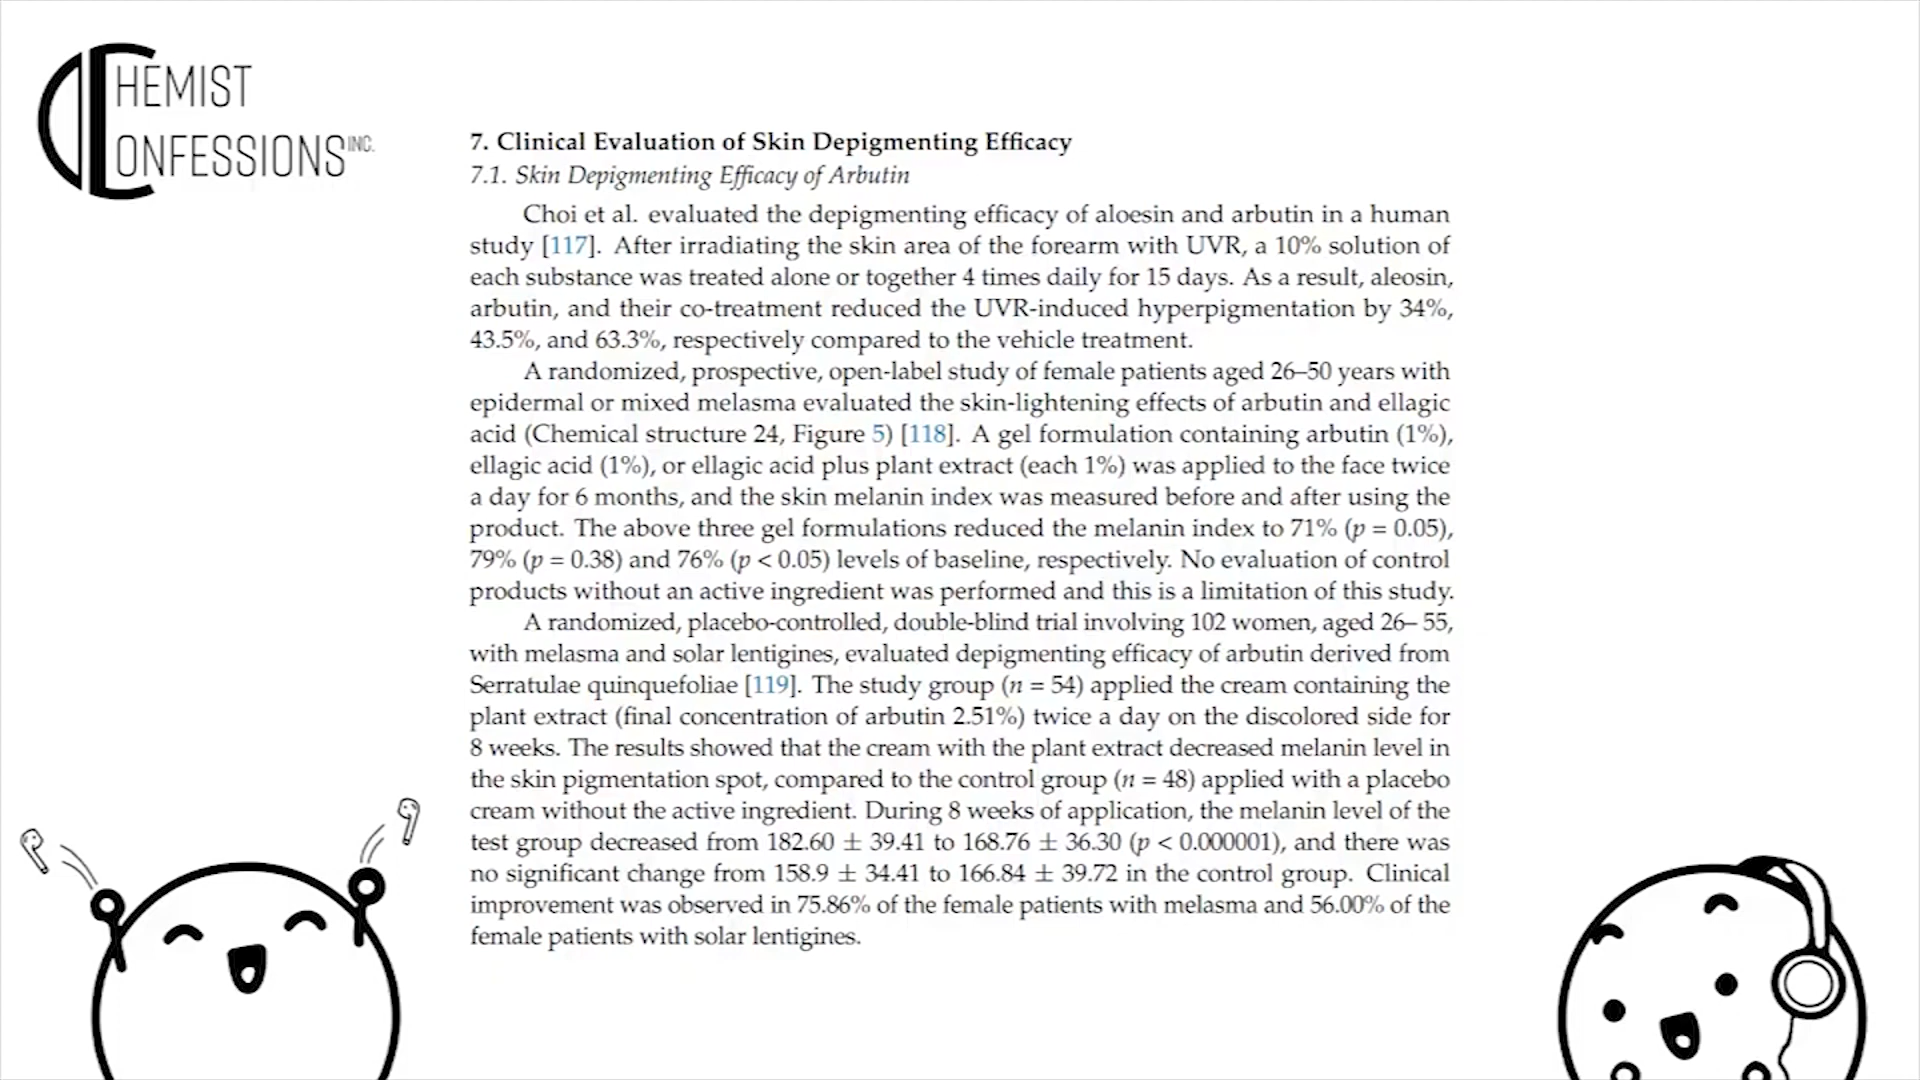 CHEMIST
CONFESSIONS INC.
7. Clinical Evaluation of Skin Depigmenting Efficacy
7.1. Skin Depigmenting Efficacy of Arbutin
Choi et al. evaluated the depigmenting efficacy of aloesin and arbutin in a human
study [117]. After irradiating the skin area of the forearm with UVR, a 10% solution of
each substance was treated alone or together 4 times daily for 15 days. As a result, aleosin,
arbutin, and their co-treatment reduced the UVR-induced hyperpigmentation by 34%,
43.5%, and 63.3%, respectively compared to the vehicle treatment.
A randomized, prospective, open-label study of female patients aged 26–50 years with
epidermal or mixed melasma evaluated the skin-lightening effects of arbutin and ellagic
acid (Chemical structure 24, Figure 5) [118]. A gel formulation containing arbutin (1%),
ellagic acid (1%), or ellagic acid plus plant extract (each 1%) was applied to the face twice
a day for 6 months, and the skin melanin index was measured before and after using the
product. The above three gel formulations reduced the melanin index to 71% (p = 0.05),
79% (p = 0.38) and 76% (p < 0.05) levels of baseline, respectively. No evaluation of control
products without an active ingredient was performed and this is a limitation of this study.
A randomized, placebo-controlled, double-blind trial involving 102 women, aged 26– 55,
with melasma and solar lentigines, evaluated depigmenting efficacy of arbutin derived from
Serratulae quinquefoliae [119]. The study group (n = 54) applied the cream containing the
plant extract (final concentration of arbutin 2.51%) twice a day on the discolored side for
8 weeks. The results showed that the cream with the plant extract decreased melanin level in
the skin pigmentation spot, compared to the control group (n = 48) applied with a placebo
cream without the active ingredient. During 8 weeks of application, the melanin level of the
test group decreased from 182.60 ± 39.41 to 168.76 ± 36.30 (p < 0.000001), and there was
no significant change from 158.9 ± 34.41 to 166.84 ± 39.72 in the control group. Clinical
improvement was observed in 75.86% of the female patients with melasma and 56.00% of the
female patients with solar lentigines.